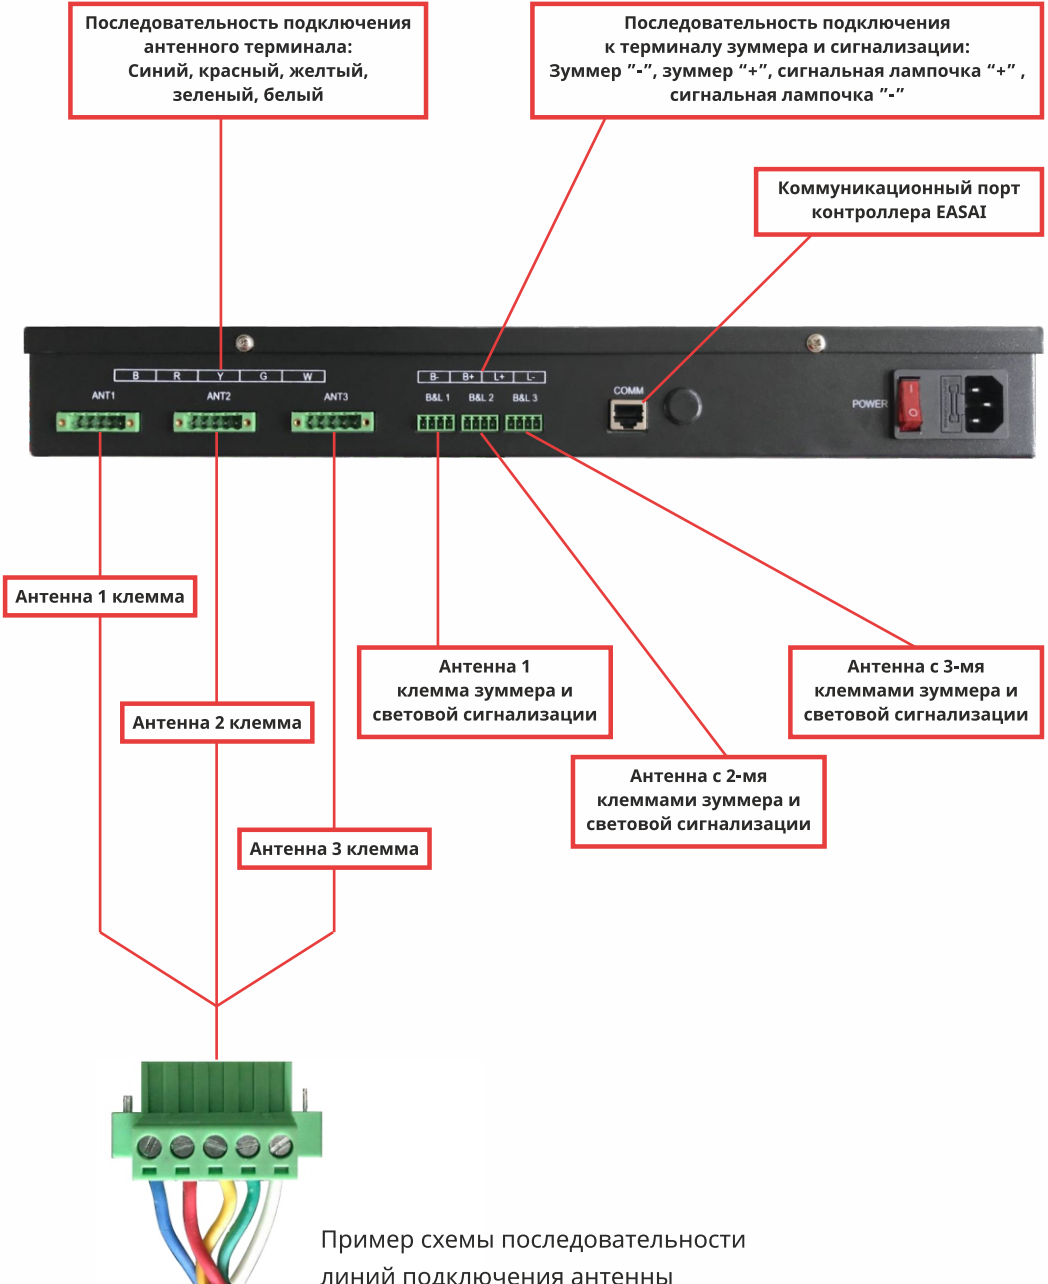 Последовательность подключения
антенного терминала:
Синий, красный, желтый,
зеленый, белый
Последовательность подключения
к терминалу зуммера и сигнализации:
Зуммер ”-”, зуммер “+”, сигнальная лампочка “+” ,
сигнальная лампочка ”-”
Коммуникационный порт
контроллера EASAI
B R Y G W
B- B+ L+ L-
ANT1 ANT2 ANT3
B&L 1 B&L 2 B&L 3
COMM
POWER
Антенна 1 клемма
Антенна 2 клемма
Антенна 3 клемма
Антенна 1
клемма зуммера и
световой сигнализации
Антенна с 2-мя
клеммами зуммера и
световой сигнализации
Антенна с 3-мя
клеммами зуммера и
световой сигнализации
Пример схемы последовательности
линий подключения антенны